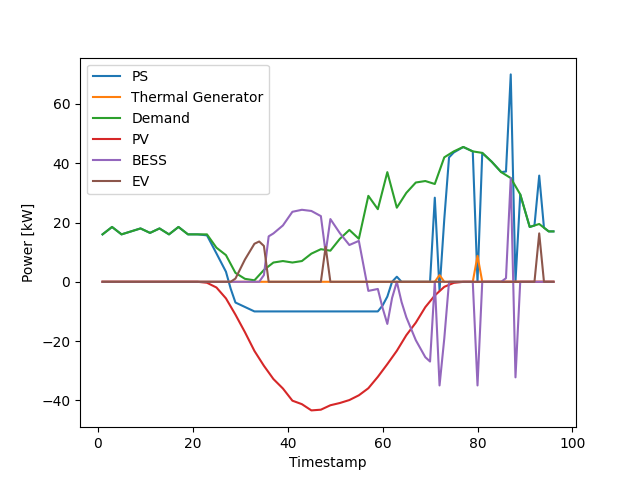 PS
Thermal Generator
Demand
PV
BESS
EV
Power [kW]
60
40
20
0
−20
−40
0 20 40 60 80 100
Timestamp